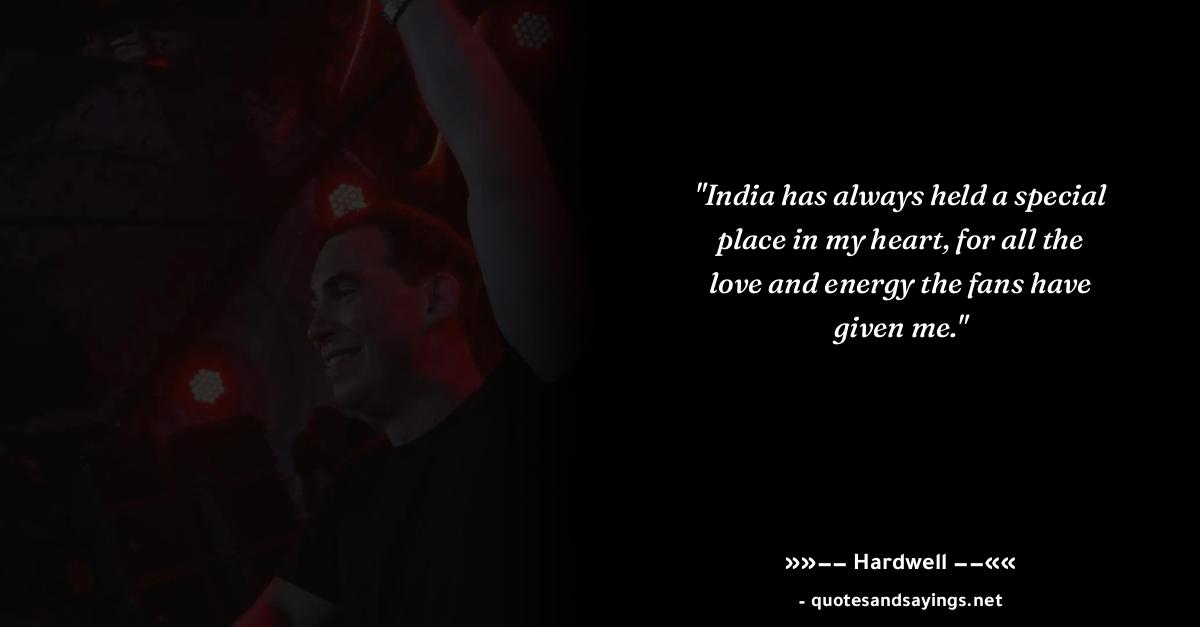 "India has always held a special
place in my heart, for all the
love and energy the fans have
given me."
»»−− Hardwell −−««
- quotesandsayings.net